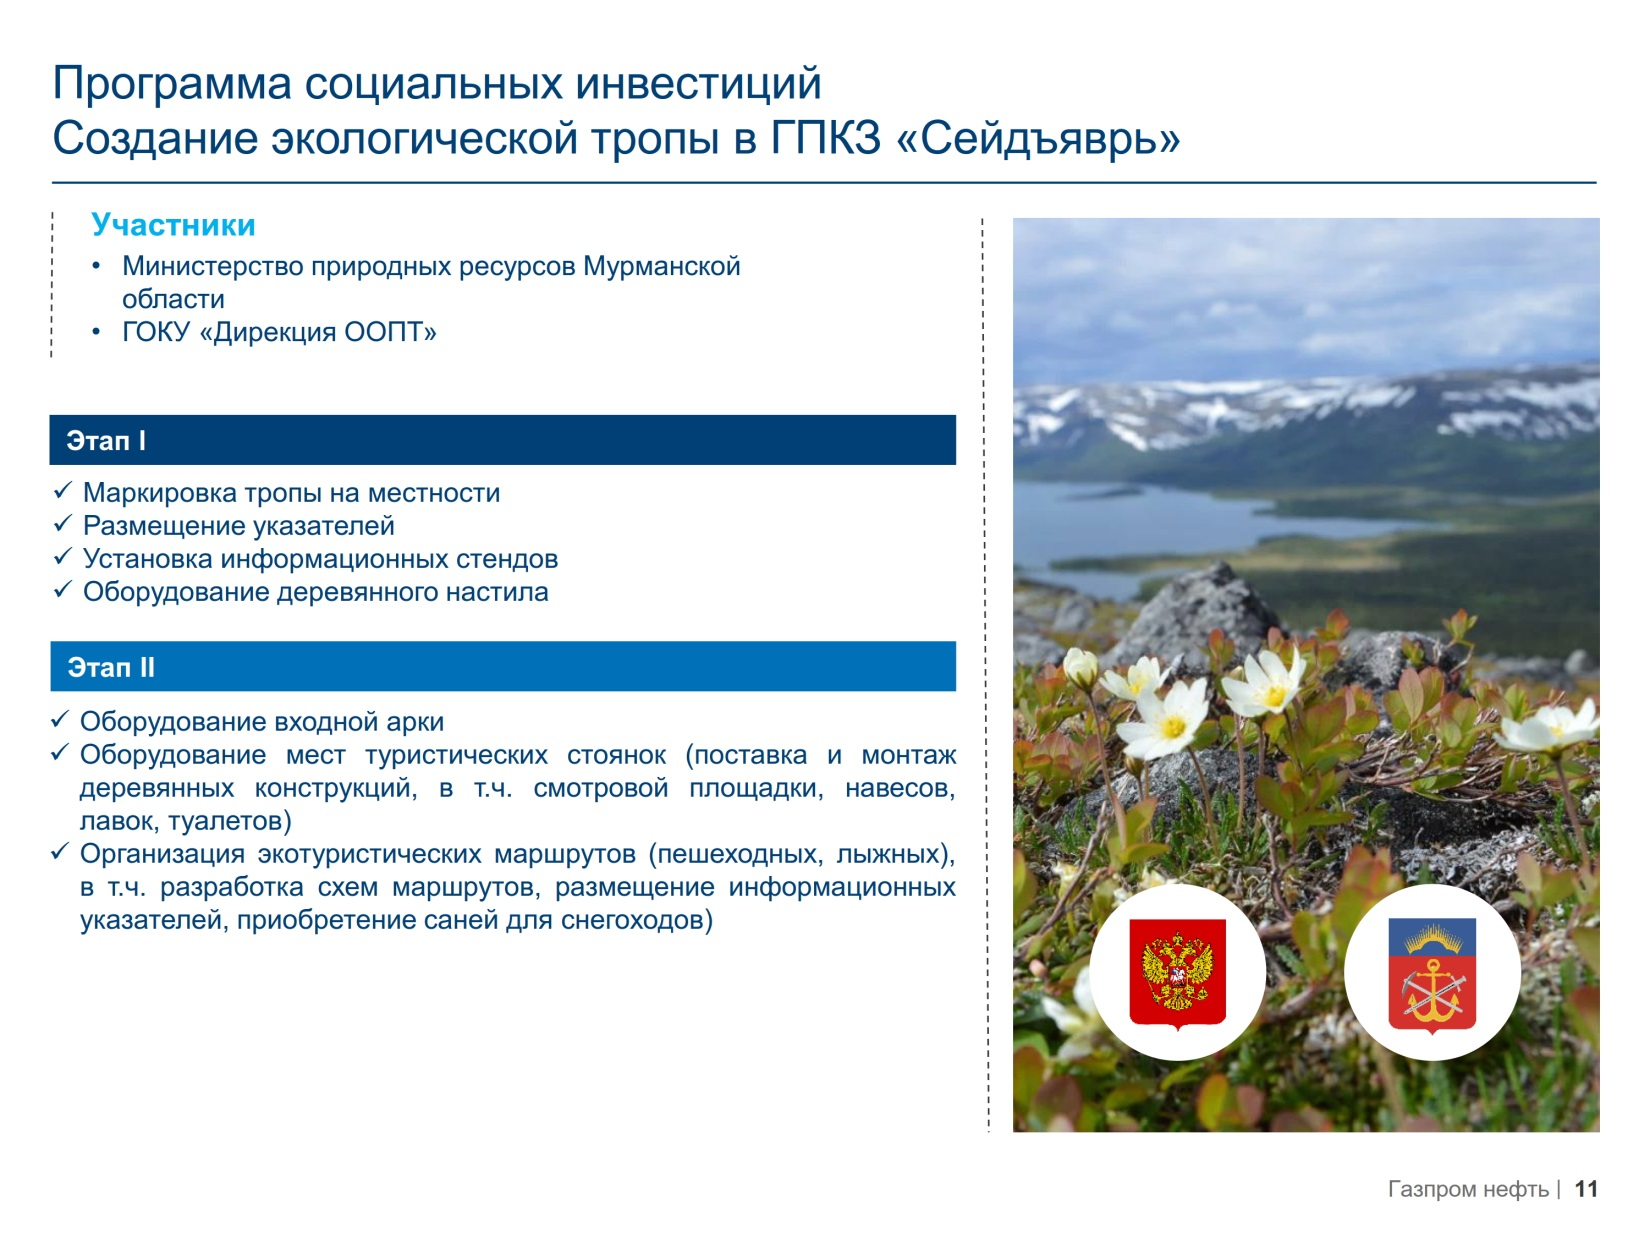 Программа социальных инвестиций
Создание экологической тропы в ГПКЗ «Сейдъяврь»
Участники
• Министерство природных ресурсов Мурманской
области
• ГОКУ «Дирекция ООПТ»
Этап I
✓ Маркировка тропы на местности
✓ Размещение указателей
✓ Установка информационных стендов
✓ Оборудование деревянного настила
Этап II
✓ Оборудование входной арки
✓ Оборудование мест туристических стоянок (поставка и монтаж
деревянных конструкций, в т.ч. смотровой площадки, навесов,
лавок, туалетов)
✓ Организация экотуристических маршрутов (пешеходных, лыжных),
в т.ч. разработка схем маршрутов, размещение информационных
указателей, приобретение саней для снегоходов)
Газпром нефть | 11